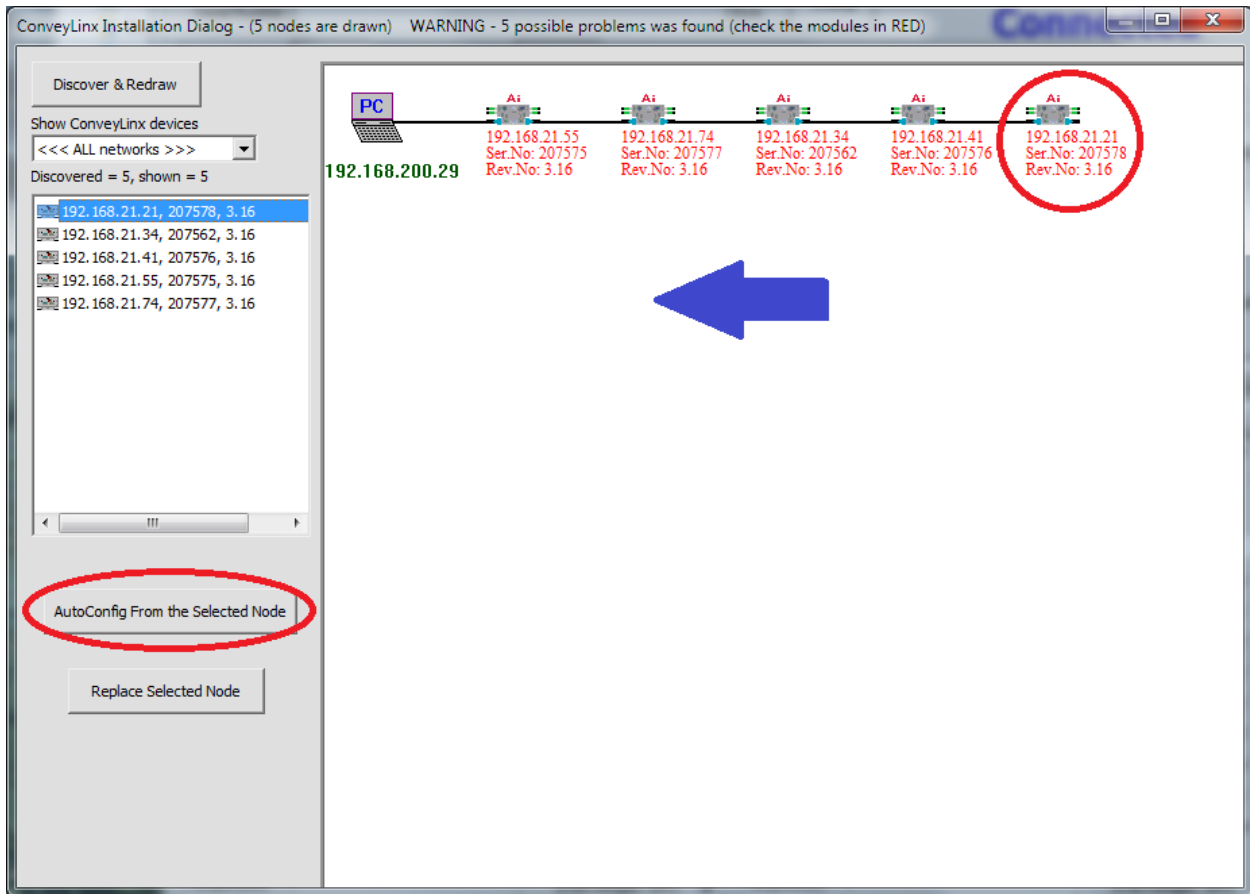 ConveyLinx Installation Dialog - (5 nodes are drawn) WARNING - 5 possible problems was found (check the modules in RED)
Discover & Redraw
Show ConveyLinx devices
<<< ALL networks >>>
Discovered = 5, shown = 5
192.168.21.21, 207578, 3.16
192.168.21.34, 207562, 3.16
192.168.21.41, 207576, 3.16
192.168.21.55, 207575, 3.16
192.168.21.74, 207577, 3.16
AutoConfig From the Selected Node
Replace Selected Node
PC
192.168.200.29
Ai
192.168.21.55
Ser.No: 207575
Rev.No: 3.16
Ai
192.168.21.74
Ser.No: 207577
Rev.No: 3.16
Ai
192.168.21.34
Ser.No: 207562
Rev.No: 3.16
Ai
192.168.21.41
Ser.No: 207576
Rev.No: 3.16
Ai
192.168.21.21
Ser.No: 207578
Rev.No: 3.16